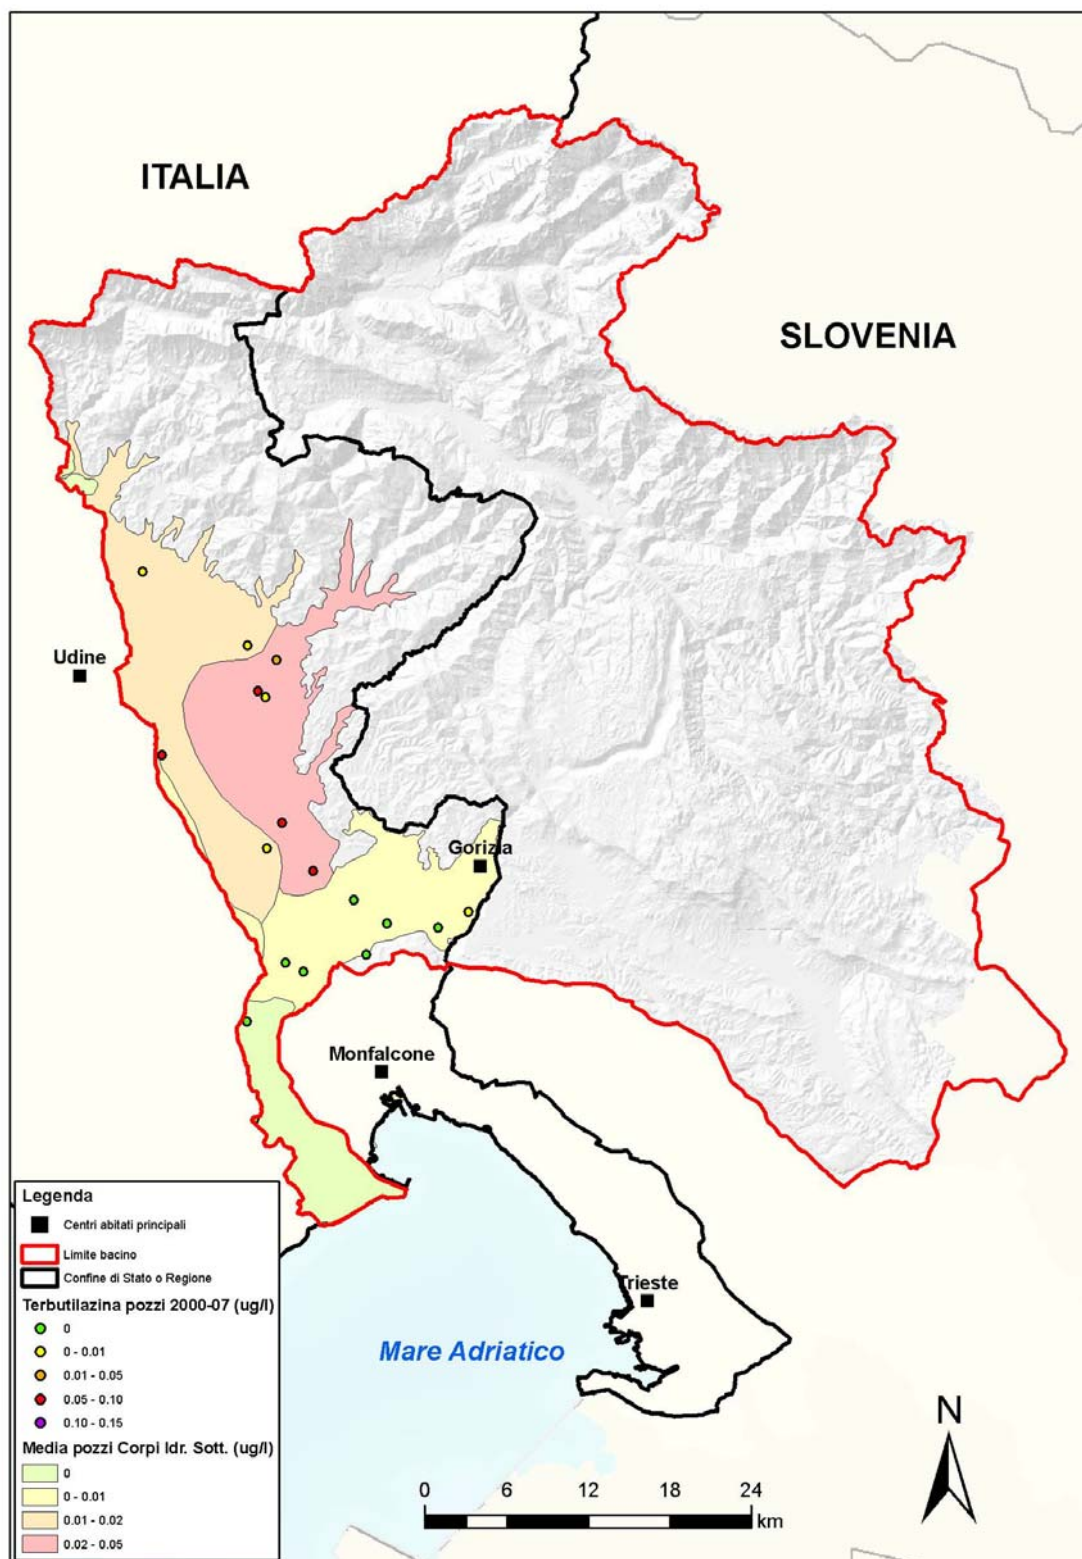 ITALIA
SLOVENIA
Udine
Gorizia
Monfalcone
Trieste
Mare Adriatico
Legenda
Centri abitati principali
Limite bacino
Confine di Stato o Regione
Terbutilazina pozzi 2000-07 (ug/l)
0
0 - 0.01
0.01 - 0.05
0.05 - 0.10
0.10 - 0.15
Media pozzi Corpi Idr. Sott. (ug/l)
0
0 - 0.01
0.01 - 0.02
0.02 - 0.05
N
0 6 12 18 24
km